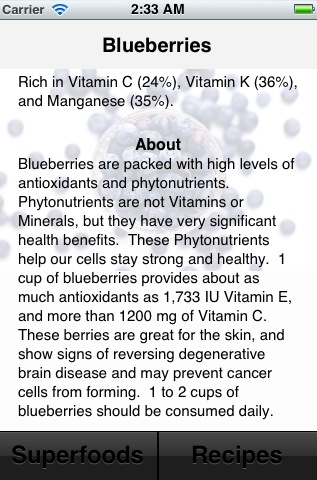 Carrier 2:33 AM
Blueberries
Rich in Vitamin C (24%), Vitamin K (36%),
and Manganese (35%).
About
Blueberries are packed with high levels of
antioxidants and phytonutrients.
Phytonutrients are not Vitamins or
Minerals, but they have very significant
health benefits.  These Phytonutrients
help our cells stay strong and healthy.  1
cup of blueberries provides about as
much antioxidants as 1,733 IU Vitamin E,
and more than 1200 mg of Vitamin C.
These berries are great for the skin, and
show signs of reversing degenerative
brain disease and may prevent cancer
cells from forming.  1 to 2 cups of
blueberries should be consumed daily.
Superfoods Recipes